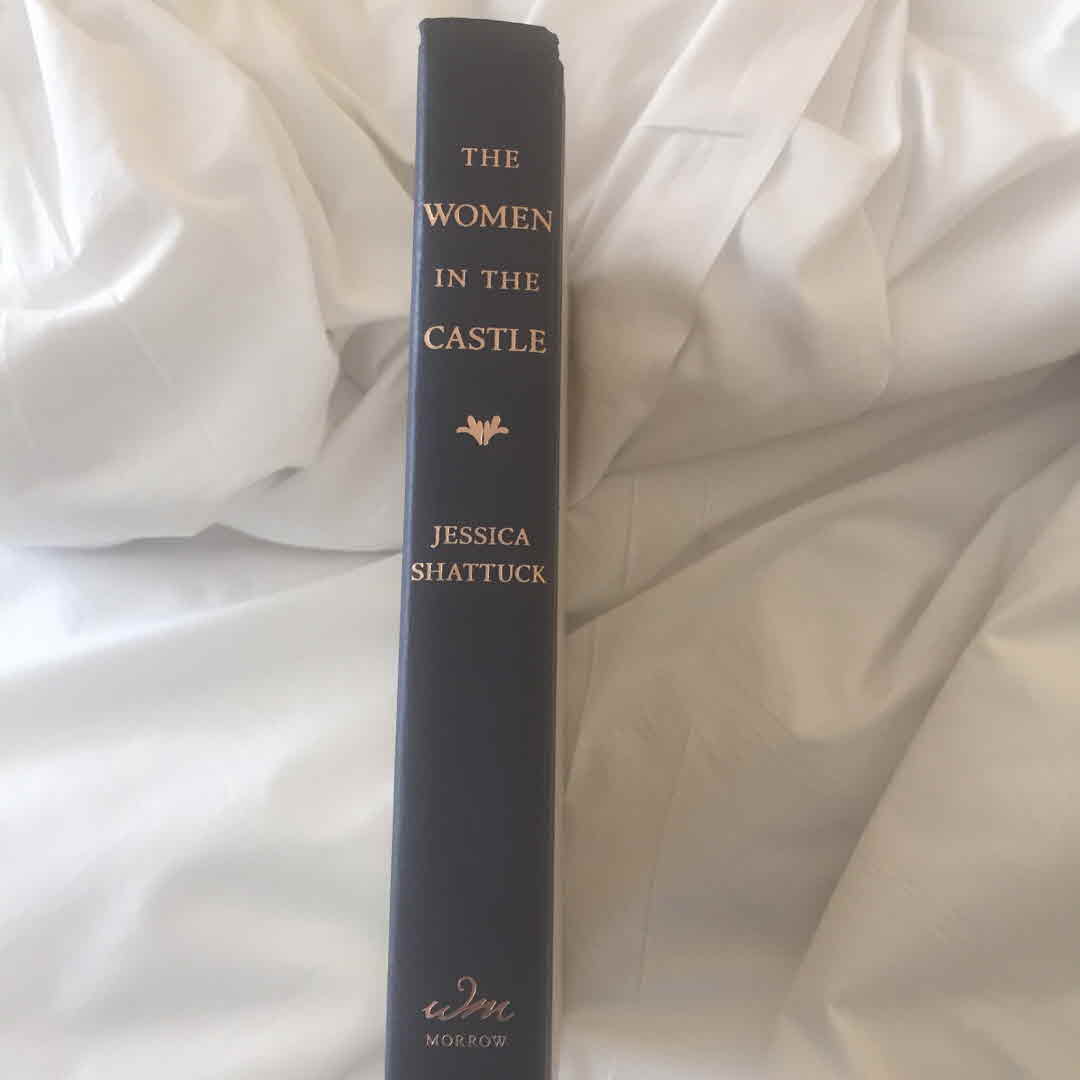 THE
WOMEN
IN THE
CASTLE
JESSICA
SHATTUCK
wm
MORROW